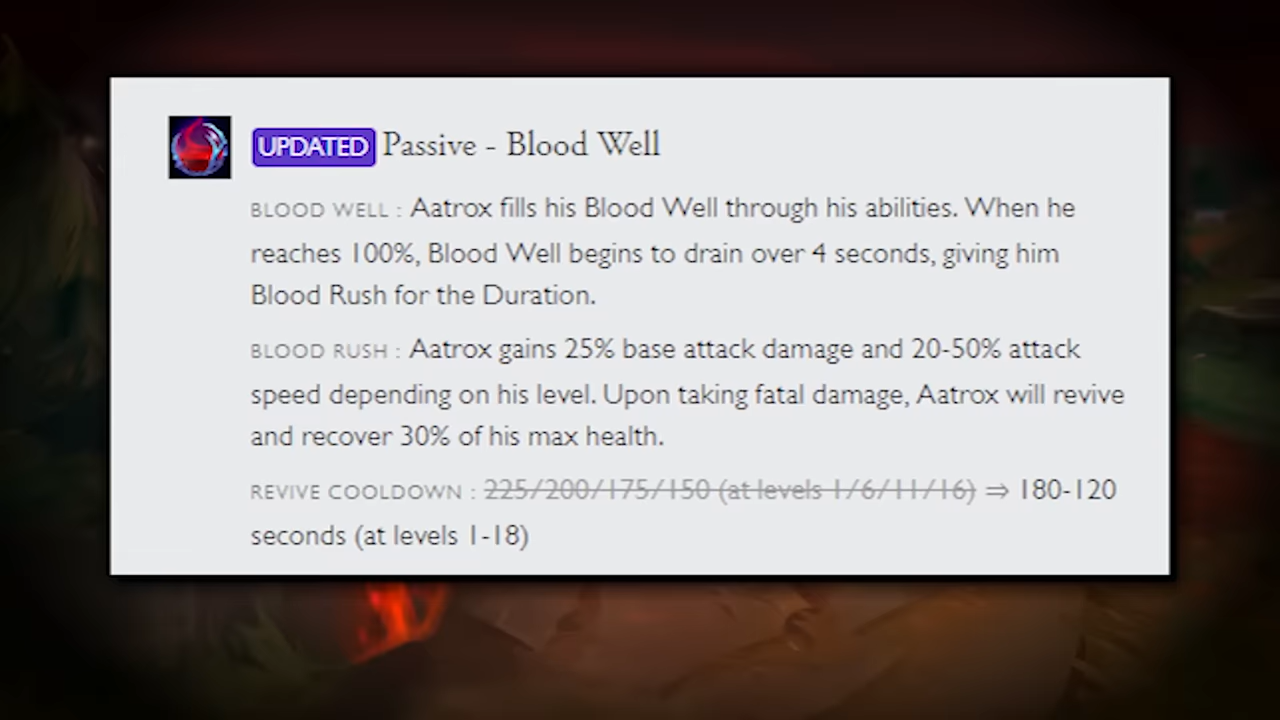 UPDATED Passive - Blood Well
BLOOD WELL : Aatrox fills his Blood Well through his abilities. When he
reaches 100%, Blood Well begins to drain over 4 seconds, giving him
Blood Rush for the Duration.
BLOOD RUSH : Aatrox gains 25% base attack damage and 20-50% attack
speed depending on his level. Upon taking fatal damage, Aatrox will revive
and recover 30% of his max health.
REVIVE COOLDOWN : 225/200/175/150 (at levels 1/6/11/16) ⇒ 180-120
seconds (at levels 1-18)